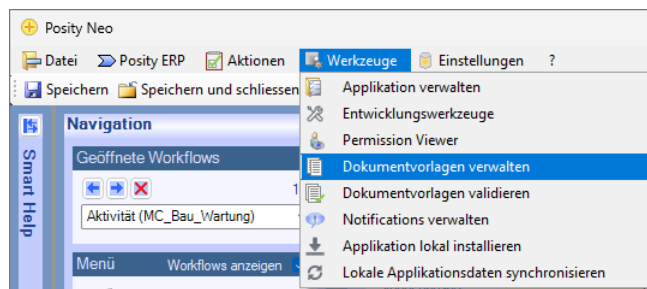 Posity Neo
Datei Posity ERP Aktionen Werkzeuge Einstellungen ?
Speichern Speichern und schliessen
Applikation verwalten
Entwicklungswerkzeuge
Permission Viewer
Dokumentvorlagen verwalten
Dokumentvorlagen validieren
Notifications verwalten
Applikation lokal installieren
Lokale Applikationsdaten synchronisieren
Smart Help
Navigation
Geöffnete Workflows
1
Aktivität (MC_Bau_Wartung)
Menü Workflows anzeigen